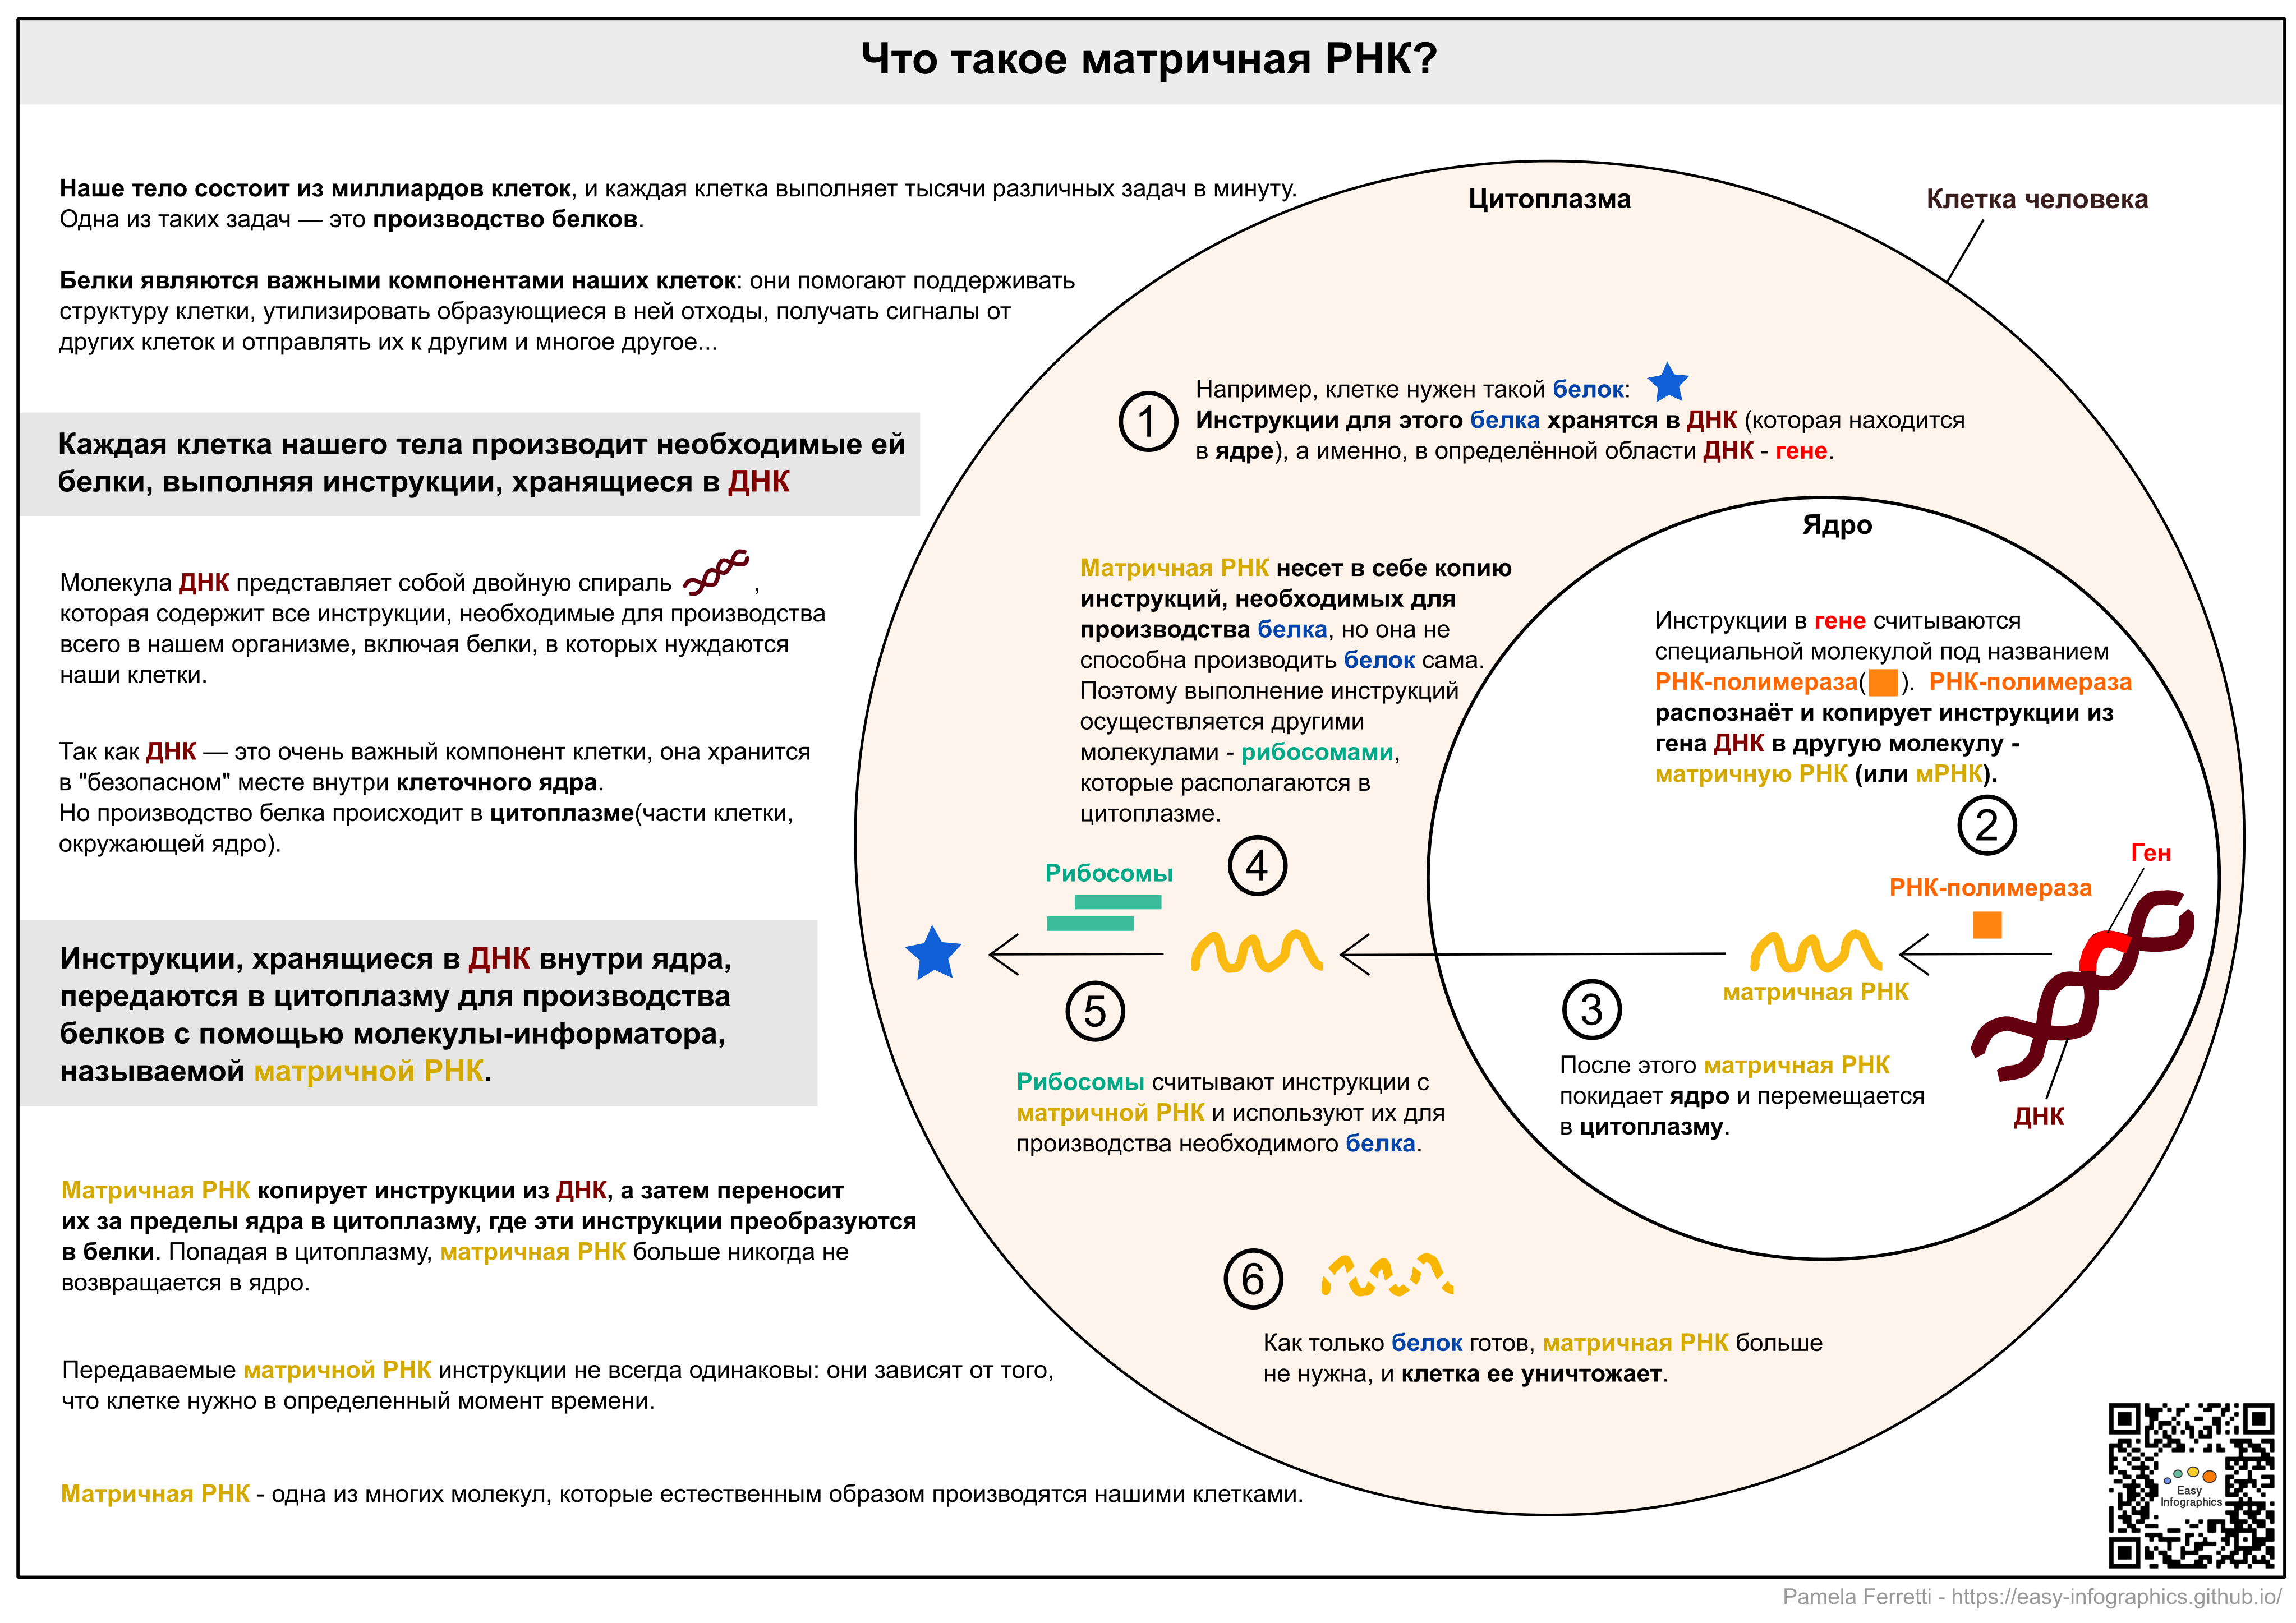 Что такое матричная РНК?
Наше тело состоит из миллиардов клеток, и каждая клетка выполняет тысячи различных задач в минуту.
Одна из таких задач — это производство белков.
Белки являются важными компонентами наших клеток: они помогают поддерживать
структуру клетки, утилизировать образующиеся в ней отходы, получать сигналы от
других клеток и отправлять их к другим и многое другое...
Каждая клетка нашего тела производит необходимые ей
белки, выполняя инструкции, хранящиеся в ДНК
Молекула ДНК представляет собой двойную спираль ,
которая содержит все инструкции, необходимые для производства
всего в нашем организме, включая белки, в которых нуждаются
наши клетки.
Так как ДНК — это очень важный компонент клетки, она хранится
в "безопасном" месте внутри клеточного ядра.
Но производство белка происходит в цитоплазме(части клетки,
окружающей ядро).
Инструкции, хранящиеся в ДНК внутри ядра,
передаются в цитоплазму для производства
белков с помощью молекулы-информатора,
называемой матричной РНК.
Матричная РНК копирует инструкции из ДНК, а затем переносит
их за пределы ядра в цитоплазму, где эти инструкции преобразуются
в белки. Попадая в цитоплазму, матричная РНК больше никогда не
возвращается в ядро.
Передаваемые матричной РНК инструкции не всегда одинаковы: они зависят от того,
что клетке нужно в определенный момент времени.
Матричная РНК - одна из многих молекул, которые естественным образом производятся нашими клетками.
Цитоплазма
Клетка человека
1
Например, клетке нужен такой белок:
Инструкции для этого белка хранятся в ДНК (которая находится
в ядре), а именно, в определённой области ДНК - гене.
Ядро
Инструкции в гене считываются
специальной молекулой под названием
РНК-полимераза( ). РНК-полимераза
распознаёт и копирует инструкции из
гена ДНК в другую молекулу -
матричную РНК (или мРНК).
2
Ген
РНК-полимераза
матричная РНК
ДНК
3
После этого матричная РНК
покидает ядро и перемещается
в цитоплазму.
Матричная РНК несет в себе копию
инструкций, необходимых для
производства белка, но она не
способна производить белок сама.
Поэтому выполнение инструкций
осуществляется другими
молекулами - рибосомами,
которые располагаются в
цитоплазме.
4
Рибосомы
5
Рибосомы считывают инструкции с
матричной РНК и используют их для
производства необходимого белка.
6
Как только белок готов, матричная РНК больше
не нужна, и клетка ее уничтожает.
Easy
Infographics
Pamela Ferretti - https://easy-infographics.github.io/